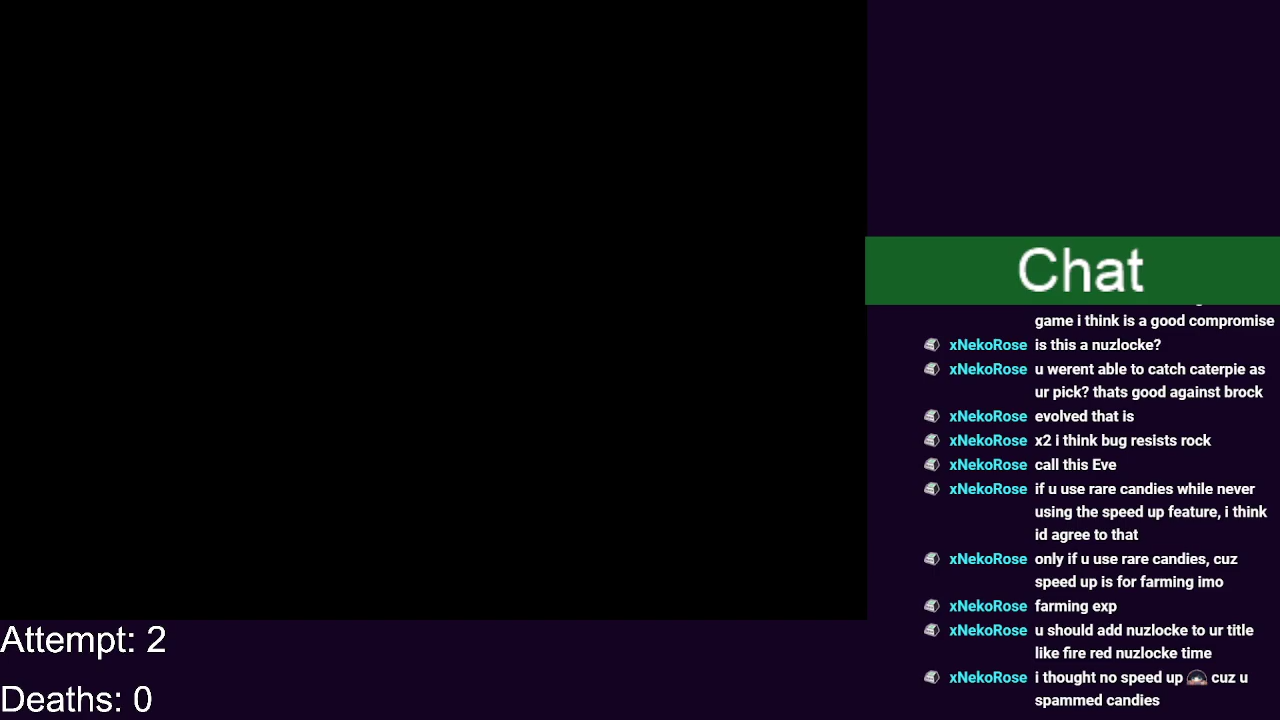 Chat
game i think is a good compromise
xNekoRose is this a nuzlocke?
xNekoRose u werent able to catch caterpie as
ur pick? thats good against brock
xNekoRose evolved that is
xNekoRose x2 i think bug resists rock
xNekoRose call this Eve
xNekoRose if u use rare candies while never
using the speed up feature, i think
id agree to that
xNekoRose only if u use rare candies, cuz
speed up is for farming imo
xNekoRose farming exp
xNekoRose u should add nuzlocke to ur title
like fire red nuzlocke time
xNekoRose i thought no speed up cuz u
spammed candies
Attempt: 2
Deaths: 0